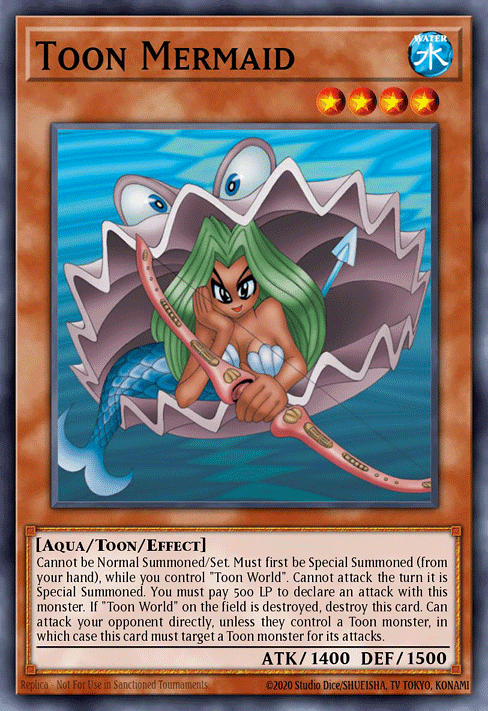 TOON MERMAID
WATER
水
[AQUA/TOON/EFFECT]
Cannot be Normal Summoned/Set. Must first be Special Summoned (from
your hand), while you control "Toon World". Cannot attack the turn it is
Special Summoned. You must pay 500 LP to declare an attack with this
monster. If "Toon World" on the field is destroyed, destroy this card. Can
attack your opponent directly, unless they control a Toon monster, in
which case this card must target a Toon monster for its attacks.
ATK/1400 DEF/1500
Replica - Not For Use in Sanctioned Tournaments
©2020 Studio Dice/SHUEISHA, TV TOKYO, KONAMI